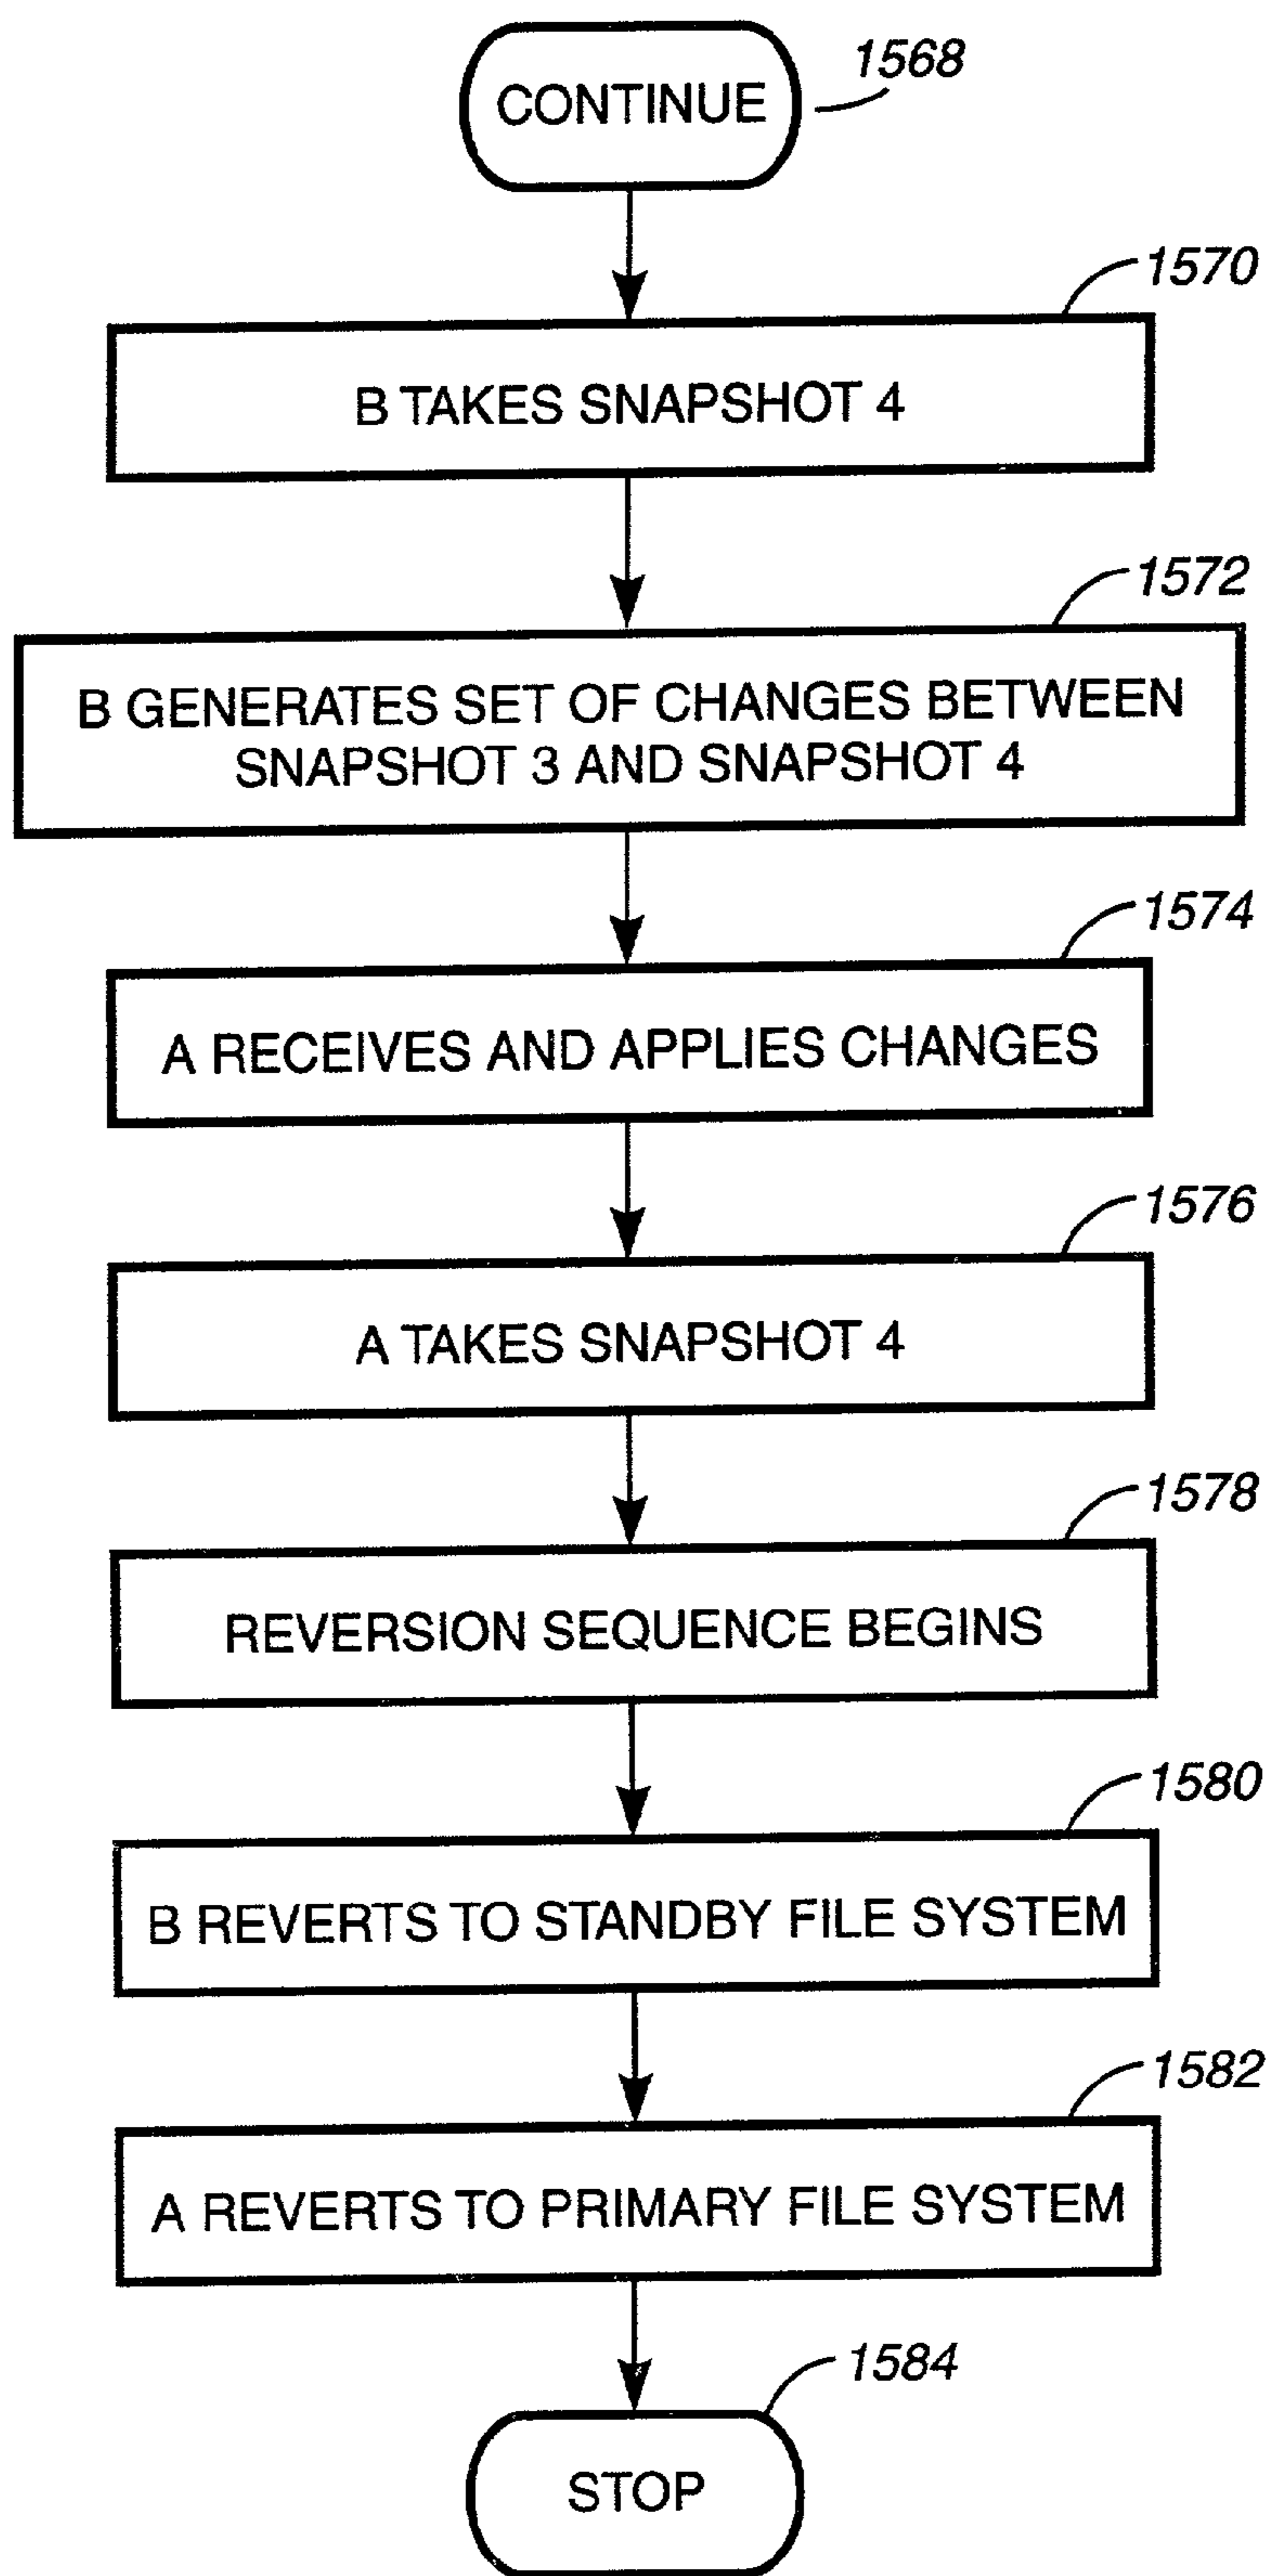 CONTINUE
1568
1570
B TAKES SNAPSHOT 4
1572
B GENERATES SET OF CHANGES BETWEEN
SNAPSHOT 3 AND SNAPSHOT 4
1574
A RECEIVES AND APPLIES CHANGES
1576
A TAKES SNAPSHOT 4
1578
REVERSION SEQUENCE BEGINS
1580
B REVERTS TO STANDBY FILE SYSTEM
1582
A REVERTS TO PRIMARY FILE SYSTEM
1584
STOP